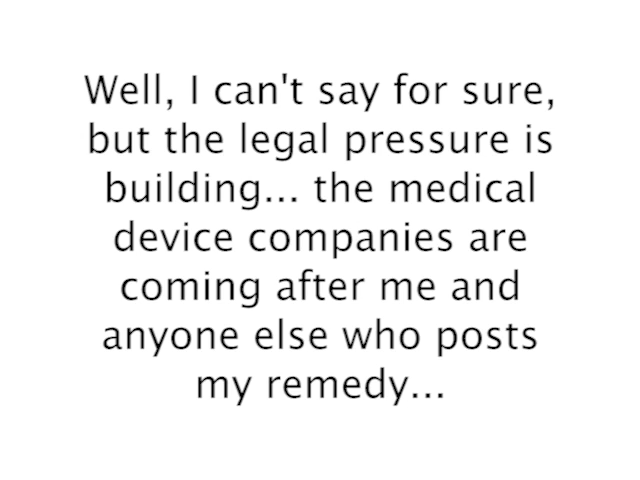 Well, I can't say for sure,
but the legal pressure is
building... the medical
device companies are
coming after me and
anyone else who posts
my remedy...